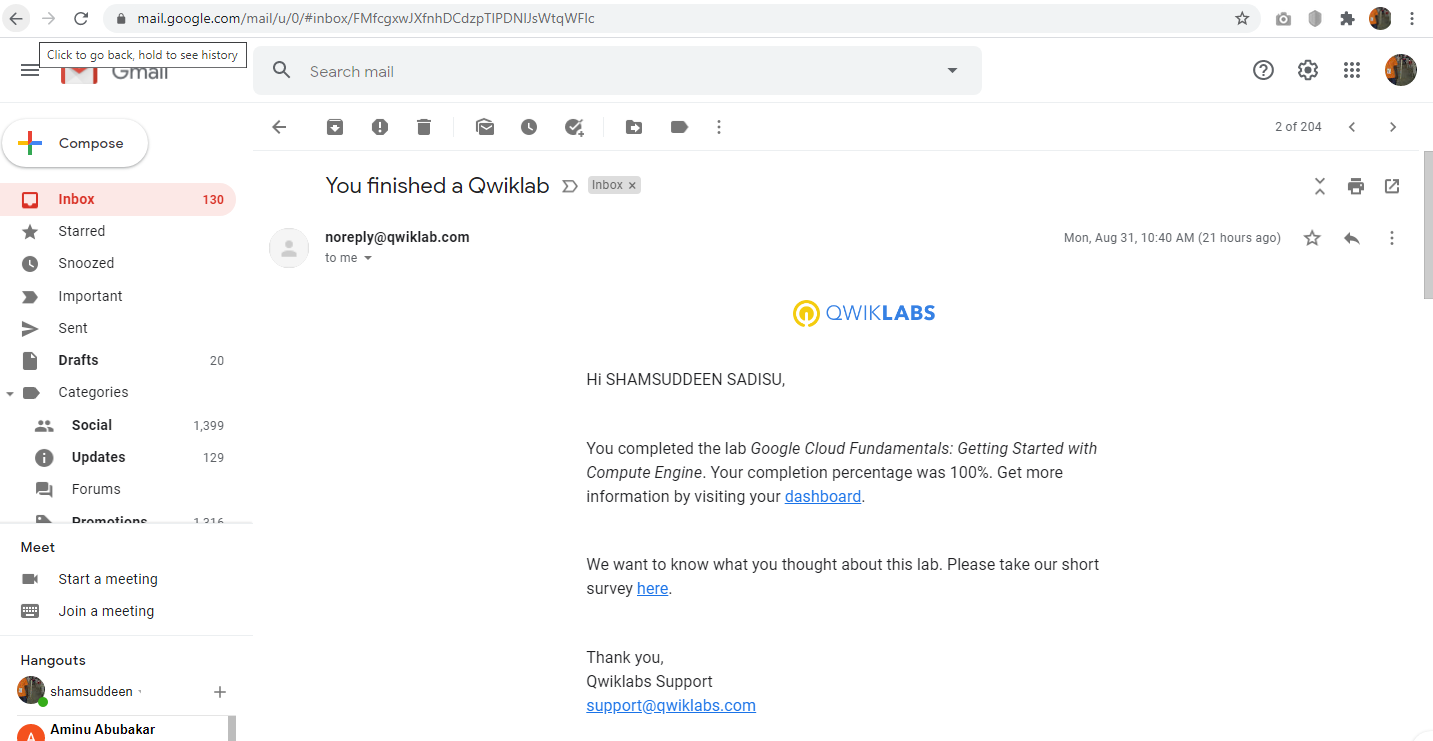 mail.google.com/mail/u/0/#inbox/FMfcgxwJXfnhDCdzpTlPDNlJsWtqWFlc
Click to go back, hold to see history
Gmail
Search mail
Compose
2 of 204
Inbox 130
Starred
Snoozed
Important
Sent
Drafts 20
Categories
Social 1,399
Updates 129
Forums
Promotions 1,316
Meet
Start a meeting
Join a meeting
Hangouts
shamsuddeen
Aminu Abubakar
You finished a Qwiklab Inbox ×
noreply@qwiklab.com Mon, Aug 31, 10:40 AM (21 hours ago)
to me
QWIKLABS
Hi SHAMSUDDEEN SADISU,
You completed the lab Google Cloud Fundamentals: Getting Started with
Compute Engine. Your completion percentage was 100%. Get more
information by visiting your dashboard.
We want to know what you thought about this lab. Please take our short
survey here.
Thank you,
Qwiklabs Support
support@qwiklabs.com